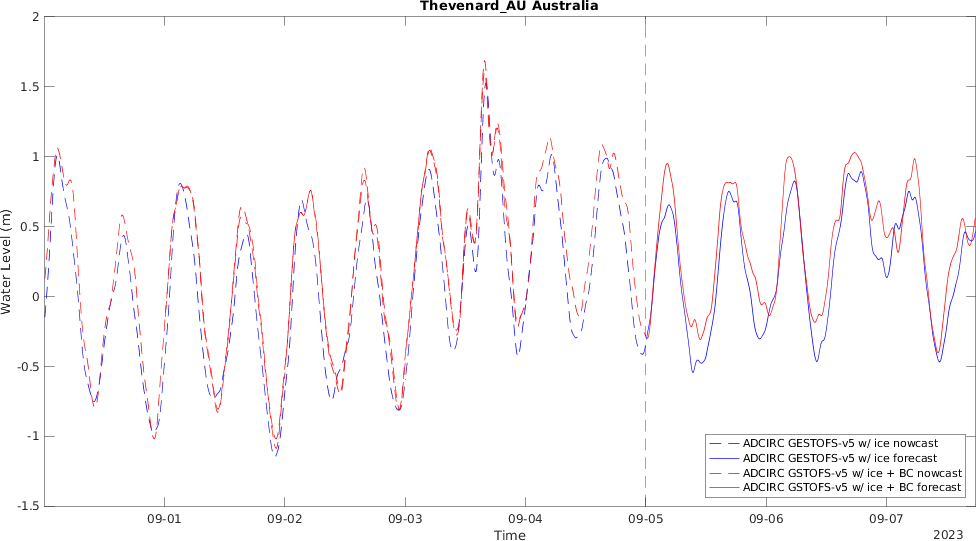 Thevenard_AU Australia
2
1.5
1
0.5
0
-0.5
-1
-1.5
Water Level (m)
09-01
09-02
09-03
09-04
09-05
09-06
09-07
Time
2023
ADCIRC GESTOFS-v5 w/ ice nowcast
ADCIRC GESTOFS-v5 w/ ice forecast
ADCIRC GSTOFS-v5 w/ ice + BC nowcast
ADCIRC GSTOFS-v5 w/ ice + BC forecast